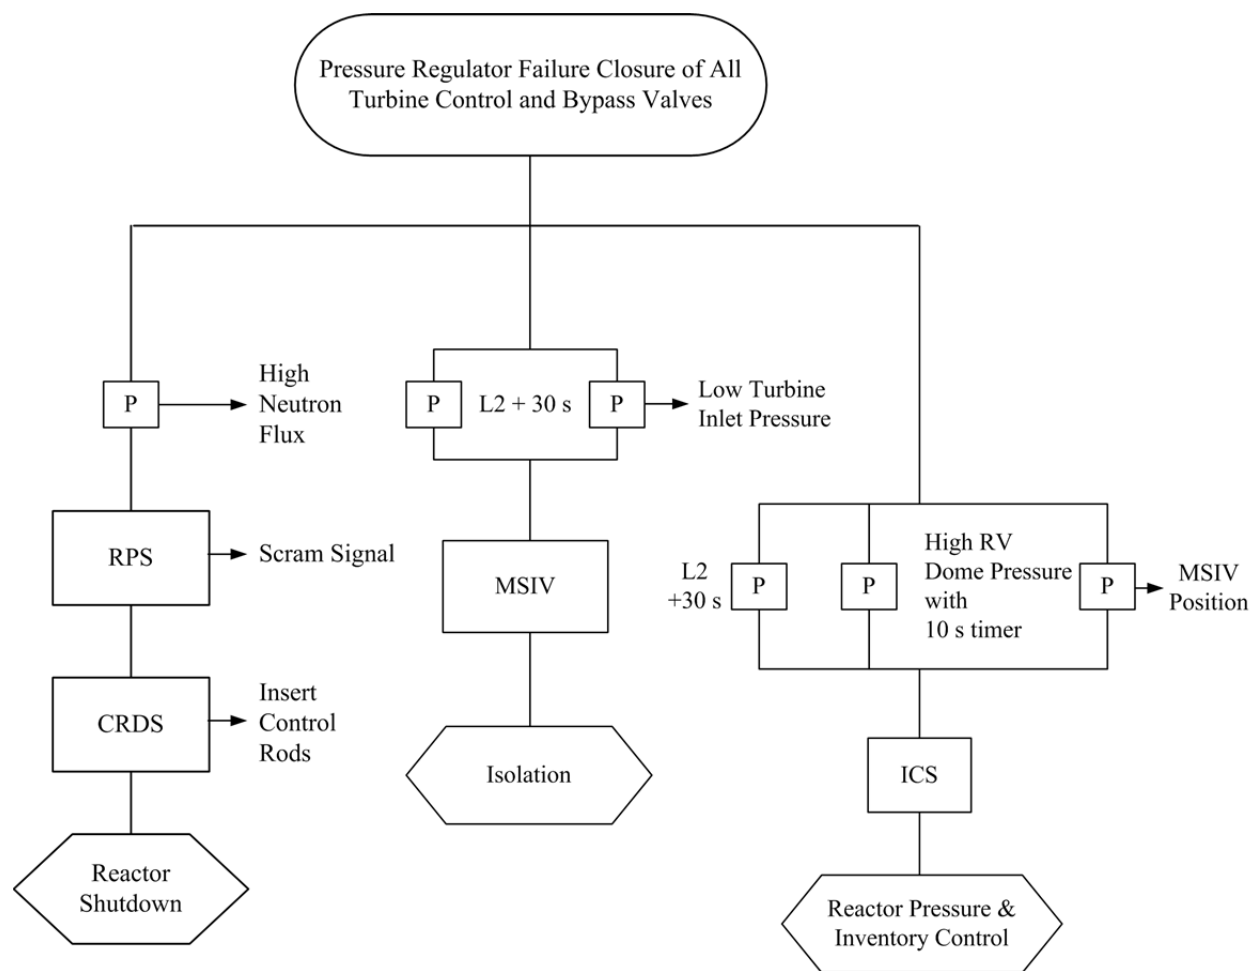 Pressure Regulator Failure Closure of All
Turbine Control and Bypass Valves
P
High
Neutron
Flux
RPS
Scram Signal
CRDS
Insert
Control
Rods
Reactor
Shutdown
P
L2 + 30 s
P
Low Turbine
Inlet Pressure
MSIV
Isolation
L2
+30 s
P
P
High RV
Dome Pressure
with
10 s timer
P
MSIV
Position
ICS
Reactor Pressure &
Inventory Control